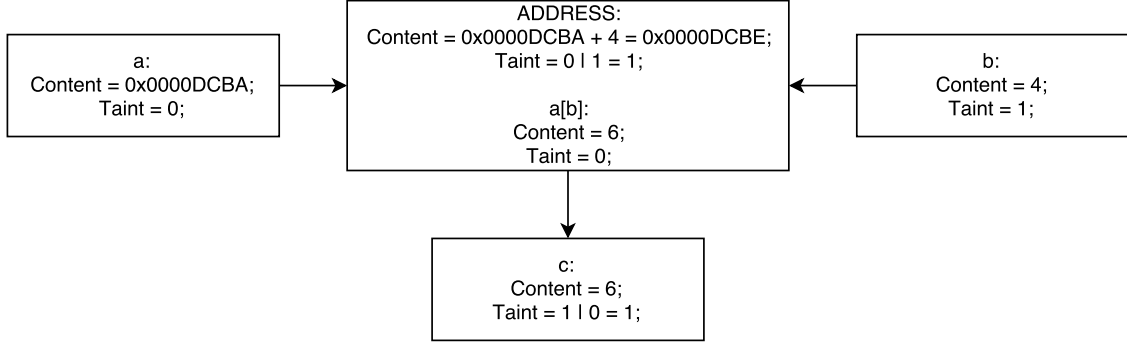 a:
Content = 0x0000DCBA;
Taint = 0;
ADDRESS:
Content = 0x0000DCBA + 4 = 0x0000DCBE;
Taint = 0 | 1 = 1;
a[b]:
Content = 6;
Taint = 0;
b:
Content = 4;
Taint = 1;
c:
Content = 6;
Taint = 1 | 0 = 1;